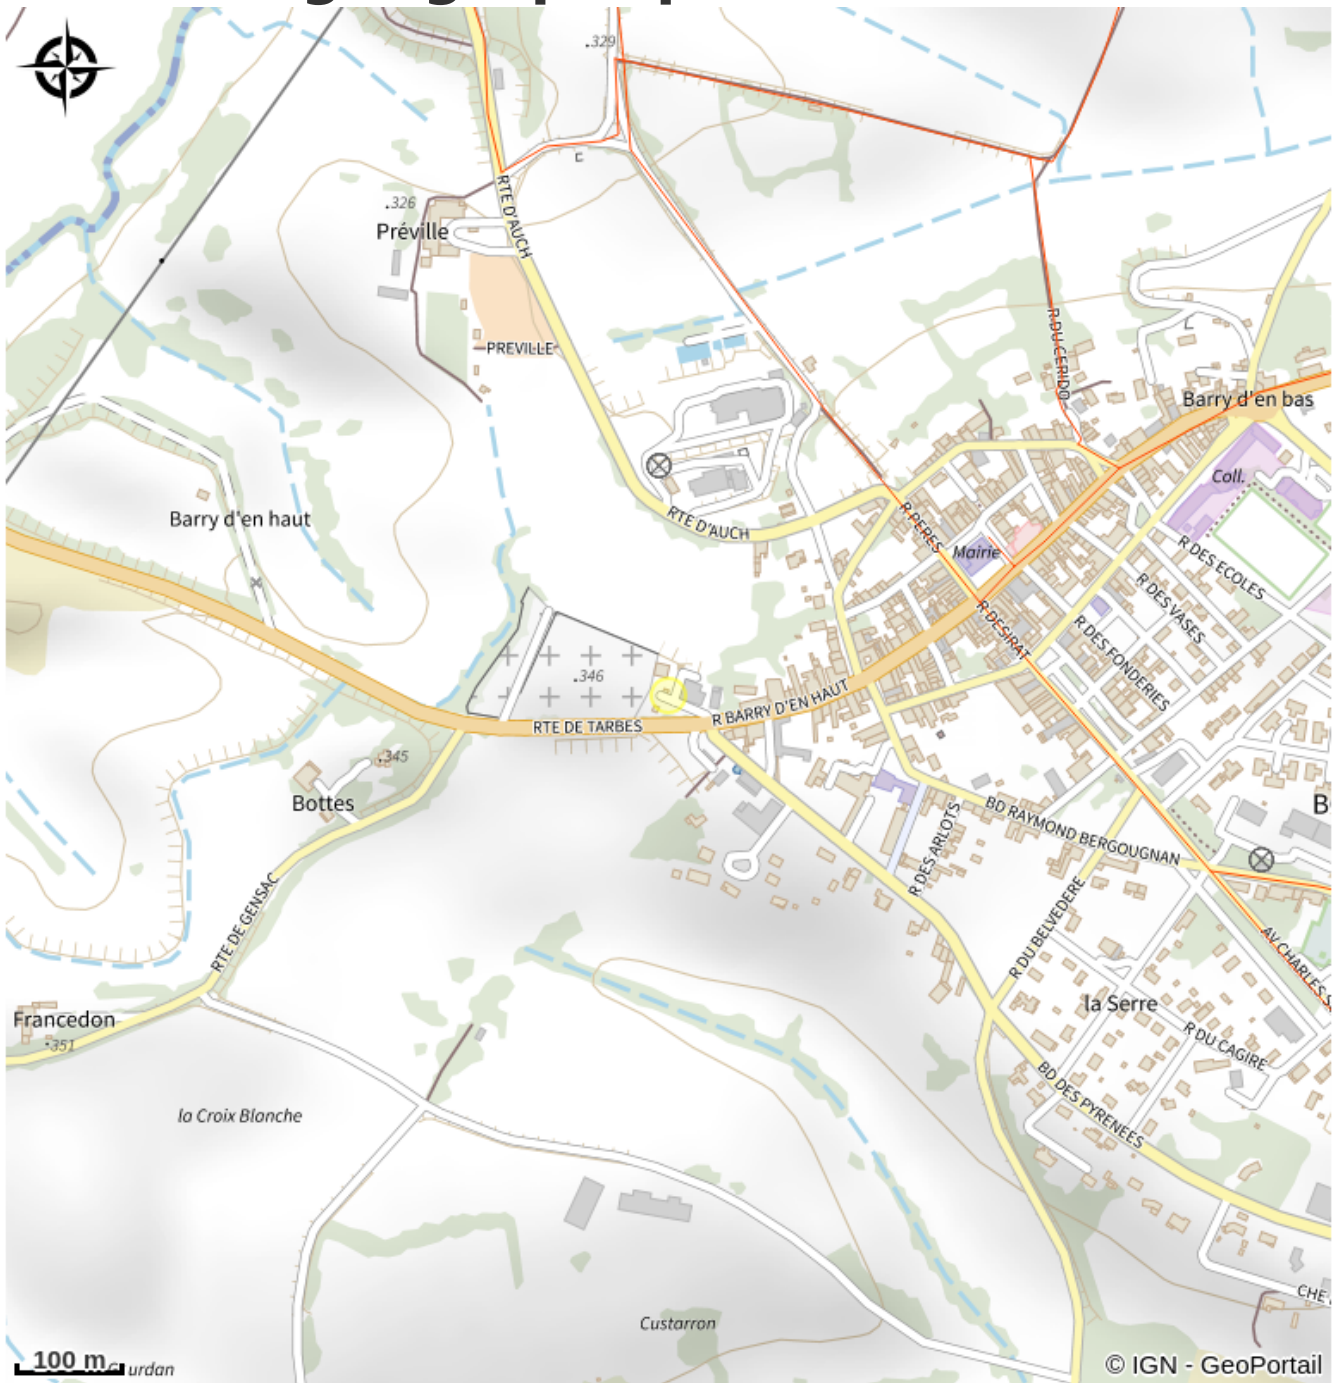 .329
RTE D'AUCH
.326
Préville
PREVILLE
R DU CERIDO
Barry d'en bas
Coll.
Barry d'en haut
RTE D'AUCH
R PERES
Mairie
R DES ECOLES
R DES VASES
R DESIRAT
R DES FONDERIES
.346
R BARRY D'EN HAUT
RTE DE TARBES
.345
Bottes
B
BD RAYMOND BERGOUGNAN
R DES ARLOTS
R DU BELVEDERE
RTE DE GENSAC
AV CHARLES S
Francedon
.351
la Serre
R DU CAGIRE
BD DES PYRENEES
la Croix Blanche
CHE
Custarron
100 m
urdan
© IGN - GeoPortail